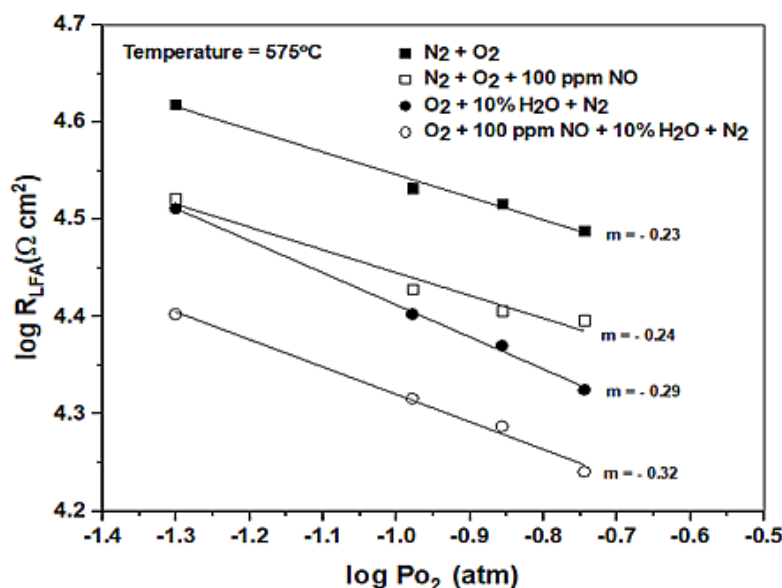 4.7
4.6
4.5
4.4
4.3
4.2
log R_LFA(Ω cm²)
Temperature = 575°C
N₂ + O₂
N₂ + O₂ + 100 ppm NO
O₂ + 10% H₂O + N₂
O₂ + 100 ppm NO + 10% H₂O + N₂
m = - 0.23
m = - 0.24
m = - 0.29
m = - 0.32
-1.4 -1.3 -1.2 -1.1 -1.0 -0.9 -0.8 -0.7 -0.6 -0.5
log Po₂ (atm)